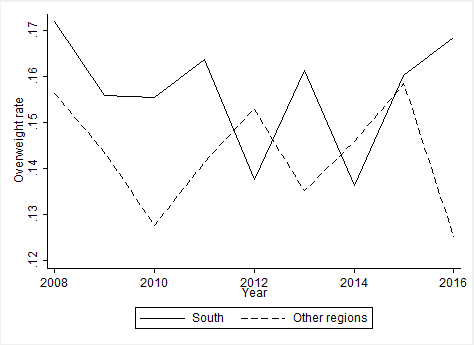 Overweight rate
.17
.16
.15
.14
.13
.12
2008
2010
2012
2014
2016
Year
South
Other regions